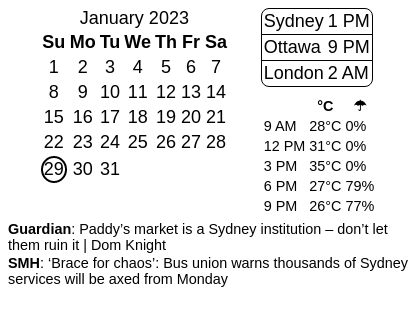 January 2023
Su Mo Tu We Th Fr Sa
1 2 3 4 5 6 7
8 9 10 11 12 13 14
15 16 17 18 19 20 21
22 23 24 25 26 27 28
29 30 31
Sydney 1 PM
Ottawa 9 PM
London 2 AM
°C ☂
9 AM 28°C 0%
12 PM 31°C 0%
3 PM 35°C 0%
6 PM 27°C 79%
9 PM 26°C 77%
Guardian: Paddy’s market is a Sydney institution – don’t let
them ruin it | Dom Knight
SMH: ‘Brace for chaos’: Bus union warns thousands of Sydney
services will be axed from Monday